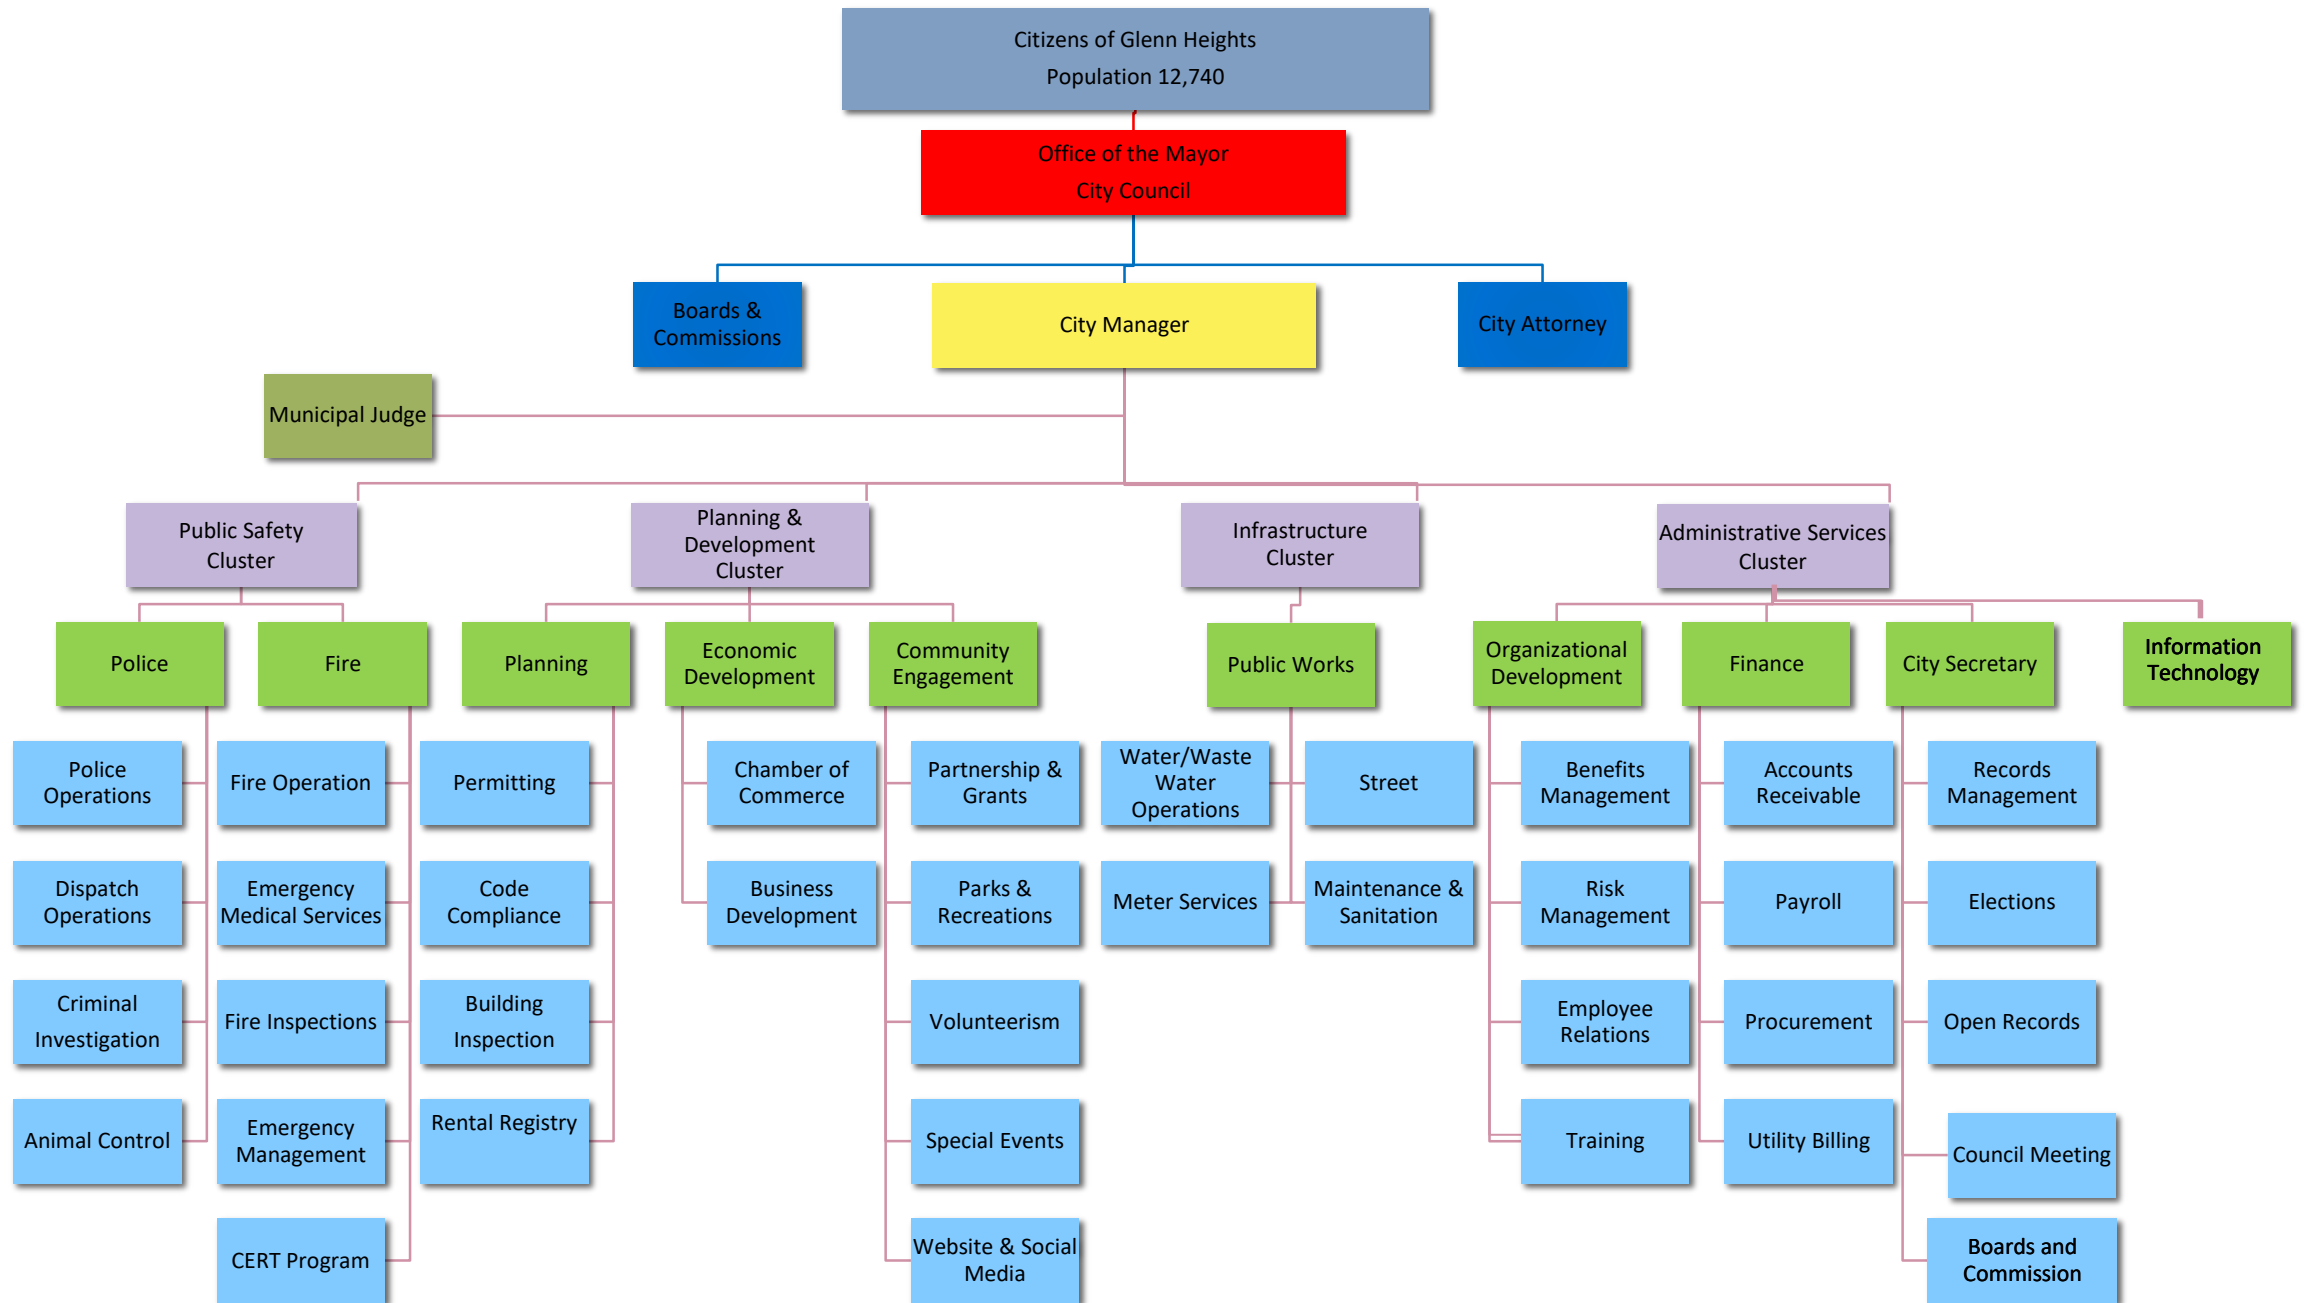 Citizens of Glenn Heights
Population 12,740
Office of the Mayor
City Council
Boards &
Commissions
City Manager
City Attorney
Municipal Judge
Public Safety
Cluster
Planning &
Development
Cluster
Infrastructure
Cluster
Administrative Services
Cluster
Police
Fire
Planning
Economic
Development
Community
Engagement
Public Works
Organizational
Development
Finance
City Secretary
Information
Technology
Police
Operations
Fire Operation
Permitting
Chamber of
Commerce
Partnership &
Grants
Water/Waste
Water
Operations
Street
Benefits
Management
Accounts
Receivable
Records
Management
Dispatch
Operations
Emergency
Medical Services
Code
Compliance
Business
Development
Parks &
Recreations
Meter Services
Maintenance &
Sanitation
Risk
Management
Payroll
Elections
Criminal
Investigation
Fire Inspections
Building
Inspection
Volunteerism
Employee
Relations
Procurement
Open Records
Animal Control
Emergency
Management
Rental Registry
Special Events
Training
Utility Billing
Council Meeting
CERT Program
Website & Social
Media
Boards and
Commission